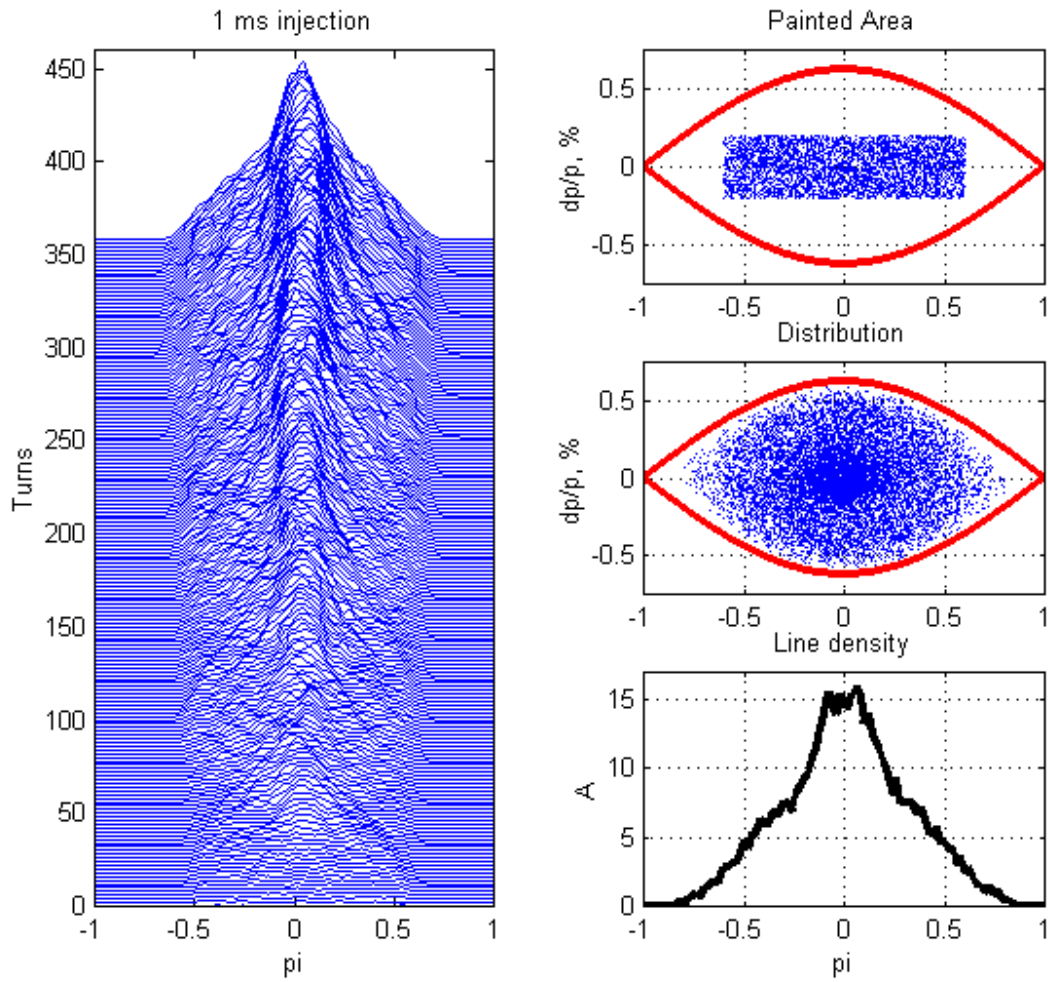 1 ms injection
Turns
450
400
350
300
250
200
150
100
50
0
-1 -0.5 0 0.5 1
pi
Painted Area
dp/p, %
0.5
0
-0.5
-1 -0.5 0 0.5 1
Distribution
dp/p, %
0.5
0
-0.5
-1 -0.5 0 0.5 1
Line density
A
15
10
5
0
-1 -0.5 0 0.5 1
pi